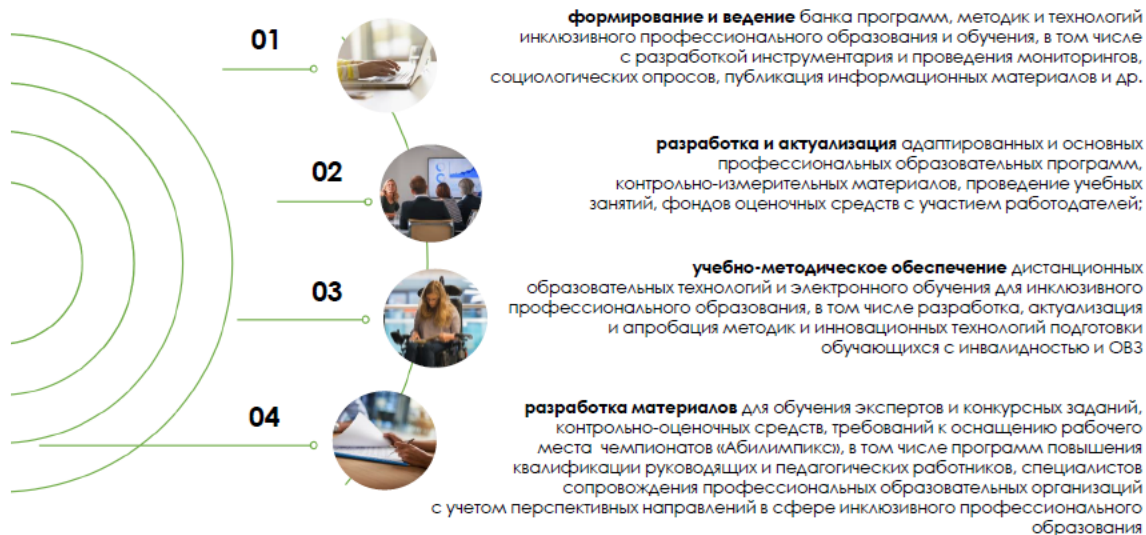 01
формирование и ведение банка программ, методик и технологий
инклюзивного профессионального образования и обучения, в том числе
с разработкой инструментария и проведения мониторингов,
социологических опросов, публикация информационных материалов и др.
02
разработка и актуализация адаптированных и основных
профессиональных образовательных программ,
контрольно-измерительных материалов, проведение учебных
занятий, фондов оценочных средств с участием работодателей;
03
учебно-методическое обеспечение дистанционных
образовательных технологий и электронного обучения для инклюзивного
профессионального образования, в том числе разработка, актуализация
и апробация методик и инновационных технологий подготовки
обучающихся с инвалидностью и ОВЗ
04
разработка материалов для обучения экспертов и конкурсных заданий,
контрольно-оценочных средств, требований к оснащению рабочего
места чемпионатов «Абилимпикс», в том числе программ повышения
квалификации руководящих и педагогических работников, специалистов
сопровождения профессиональных образовательных организаций
с учетом перспективных направлений в сфере инклюзивного профессионального
образования